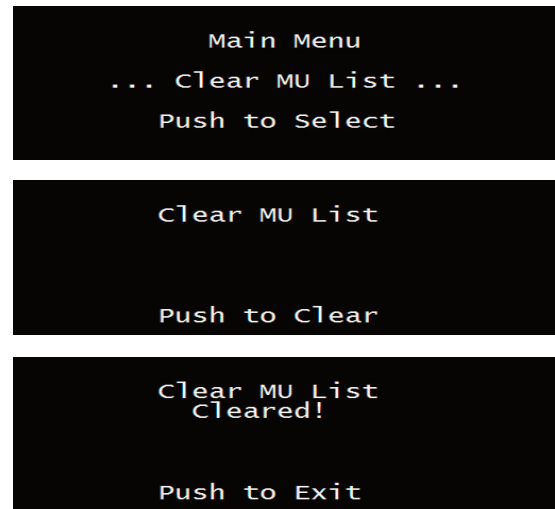 Main Menu
... Clear MU List ...
Push to Select
Clear MU List
Push to Clear
Clear MU List
Cleared!
Push to Exit